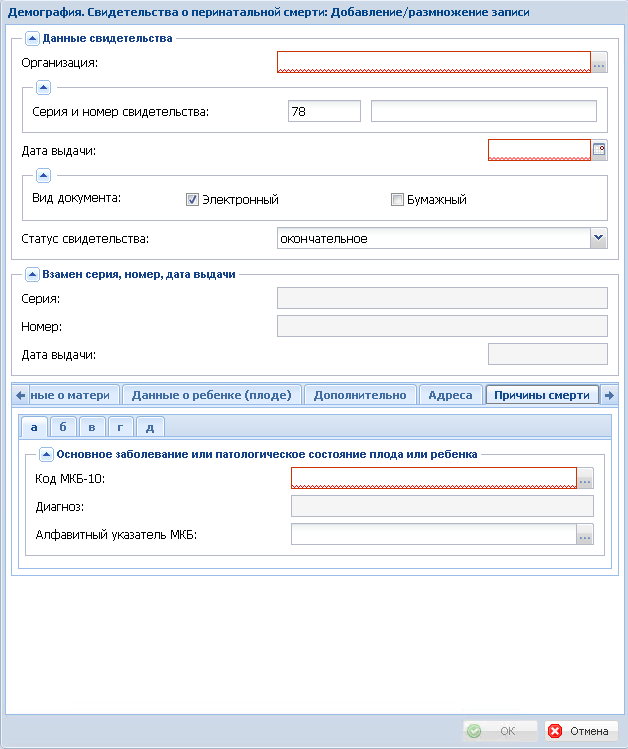 Демография. Свидетельства о перинатальной смерти: Добавление/размножение записи
Данные свидетельства
Организация:
...
Серия и номер свидетельства:
78
Дата выдачи:
Вид документа:
Электронный
Бумажный
Статус свидетельства:
окончательное
Взамен серия, номер, дата выдачи
Серия:
Номер:
Дата выдачи:
ные о матери
Данные о ребенке (плоде)
Дополнительно
Адреса
Причины смерти
а
б
в
г
д
Основное заболевание или патологическое состояние плода или ребенка
Код МКБ-10:
...
Диагноз:
Алфавитный указатель МКБ:
...
OK
Отмена